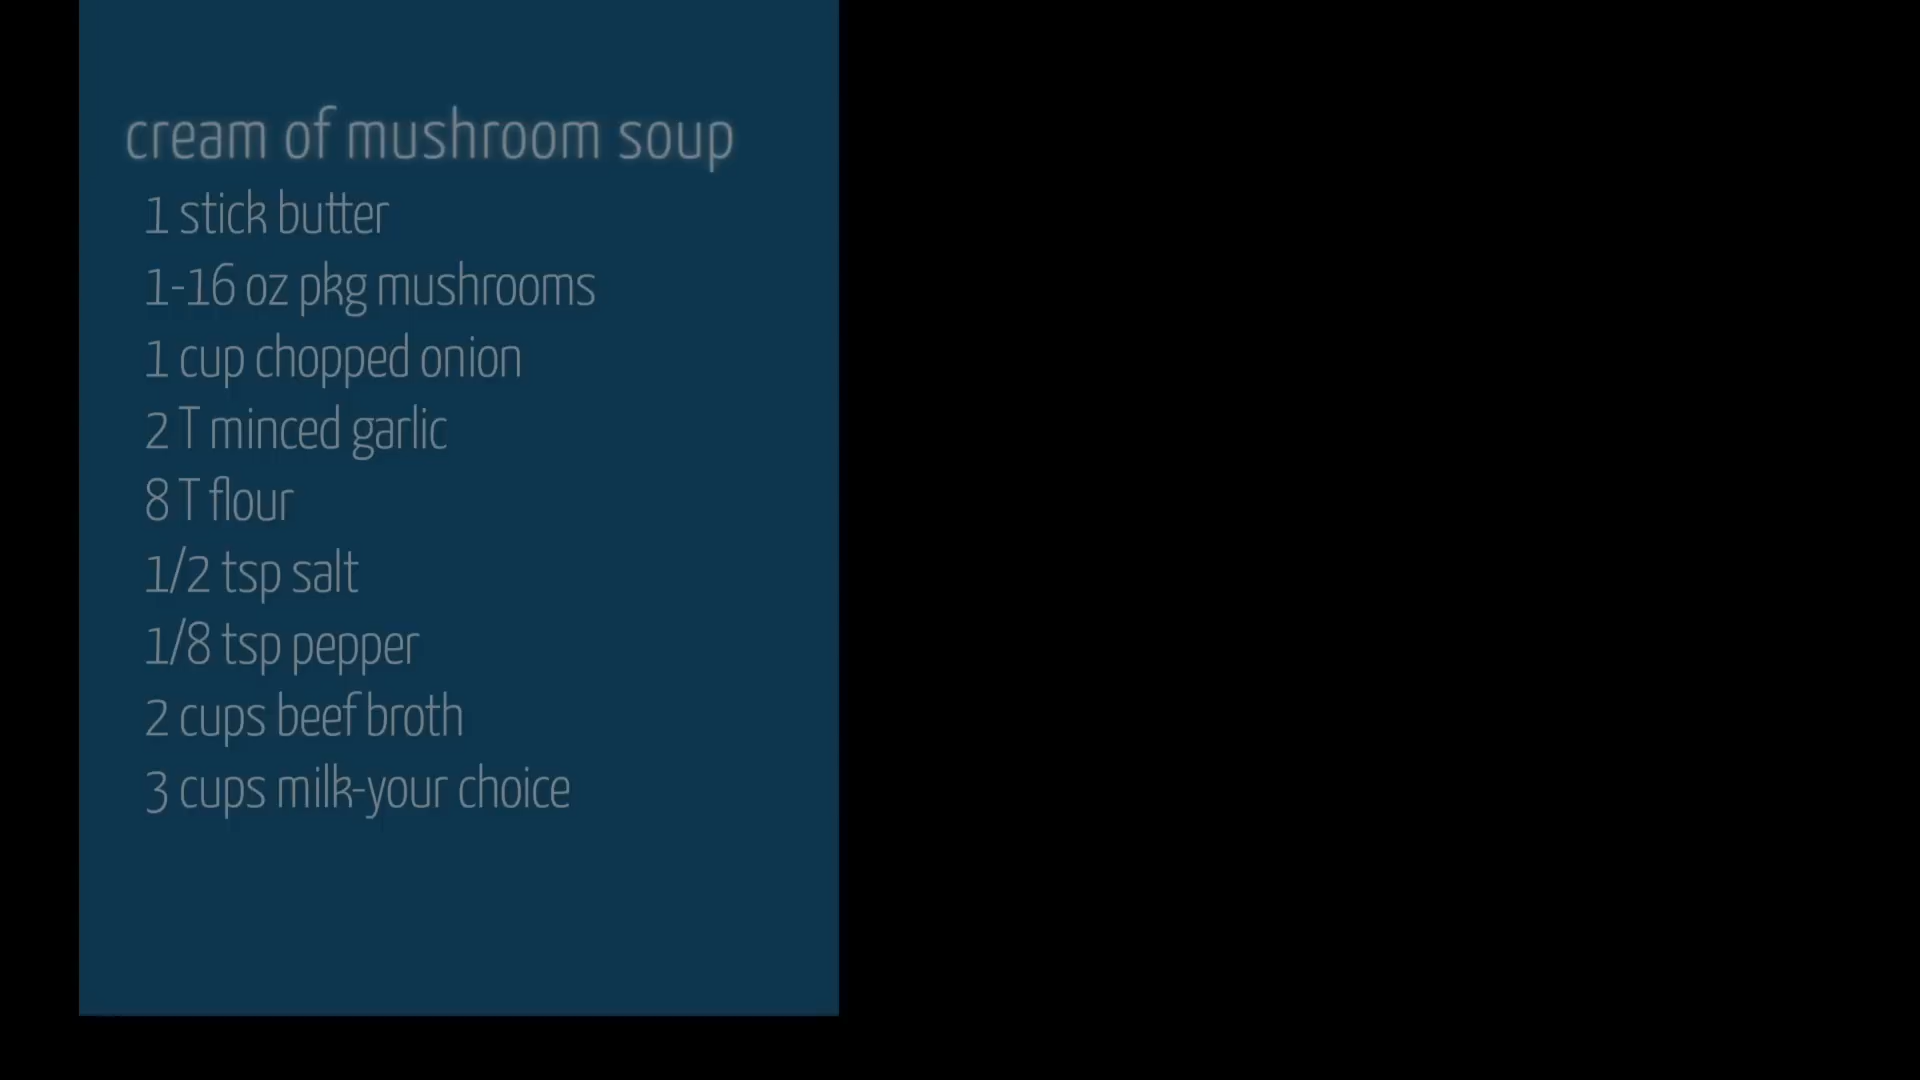 cream of mushroom soup
1 stick butter
1-16 oz pkg mushrooms
1 cup chopped onion
2 T minced garlic
8 T flour
1/2 tsp salt
1/8 tsp pepper
2 cups beef broth
3 cups milk-your choice